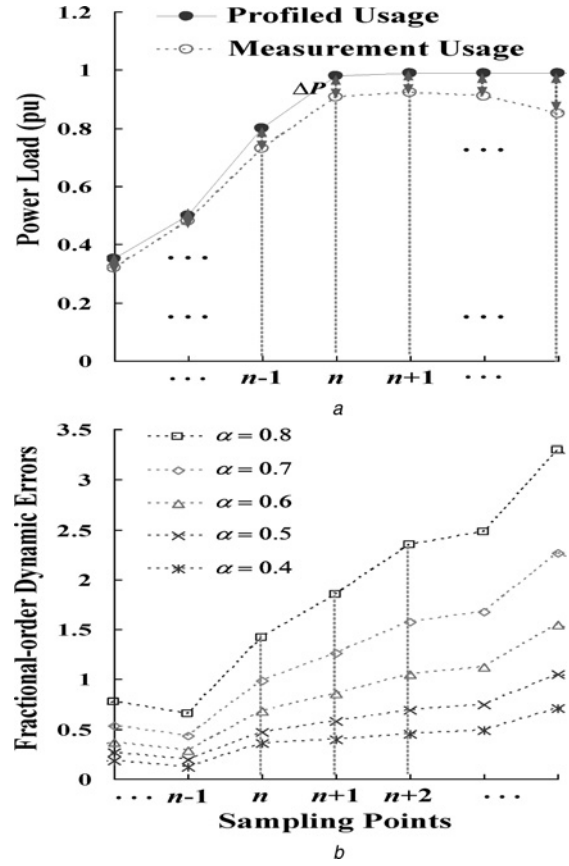 1.2
Profiled Usage
Measurement Usage
1
ΔP
0.8
0.6
0.4
0.2
0
Power Load (pu)
...
...
...
...
... n-1 n n+1 ...
a
3.5
3
2.5
2
1.5
1
0.5
0
Fractional-order Dynamic Errors
α = 0.8
α = 0.7
α = 0.6
α = 0.5
α = 0.4
... n-1 n n+1 n+2 ...
Sampling Points
b